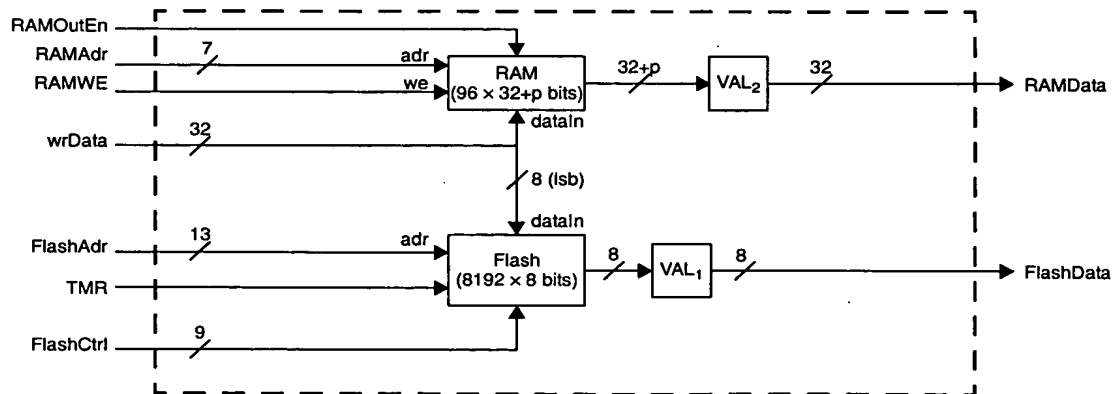 RAMOutEn
RAMAdr
7
adr
RAMWE
we
RAM
(96 × 32+p bits)
32+p
VAL2
32
RAMData
dataIn
wrData
32
8 (lsb)
dataIn
FlashAdr
13
adr
Flash
(8192 × 8 bits)
8
VAL1
8
FlashData
TMR
FlashCtrl
9